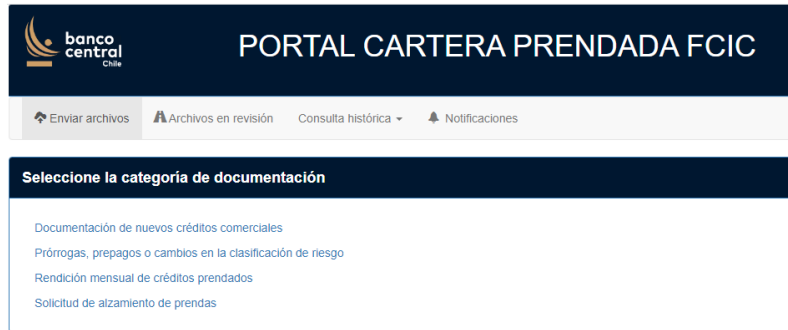 banco
central
Chile
PORTAL CARTERA PRENDADA FCIC
Enviar archivos Archivos en revisión Consulta histórica Notificaciones
Seleccione la categoría de documentación
Documentación de nuevos créditos comerciales
Prórrogas, prepagos o cambios en la clasificación de riesgo
Rendición mensual de créditos prendados
Solicitud de alzamiento de prendas